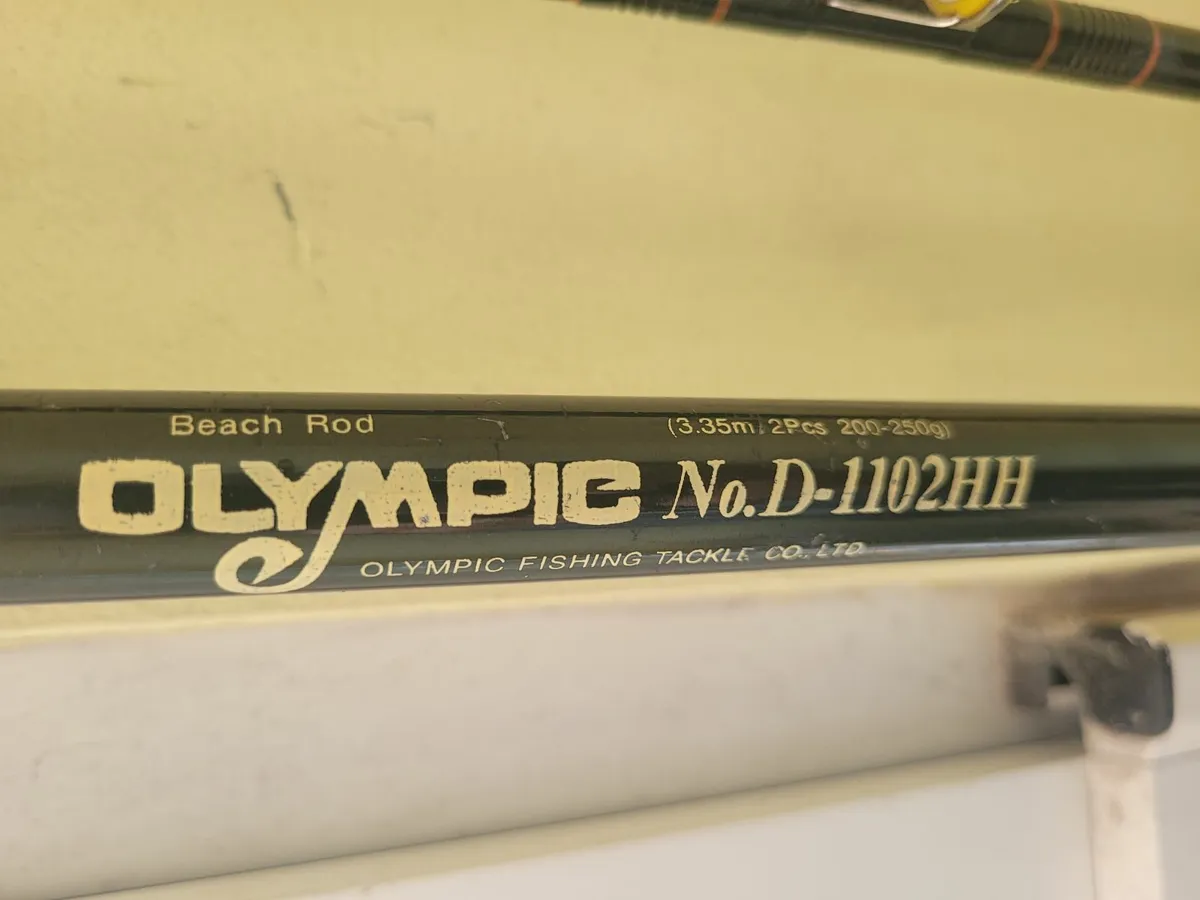 Beach Rod (3.35m. 2Pcs 200-250g)
OLYMPIC No.D-1102HH
OLYMPIC FISHING TACKLE CO., LTD.